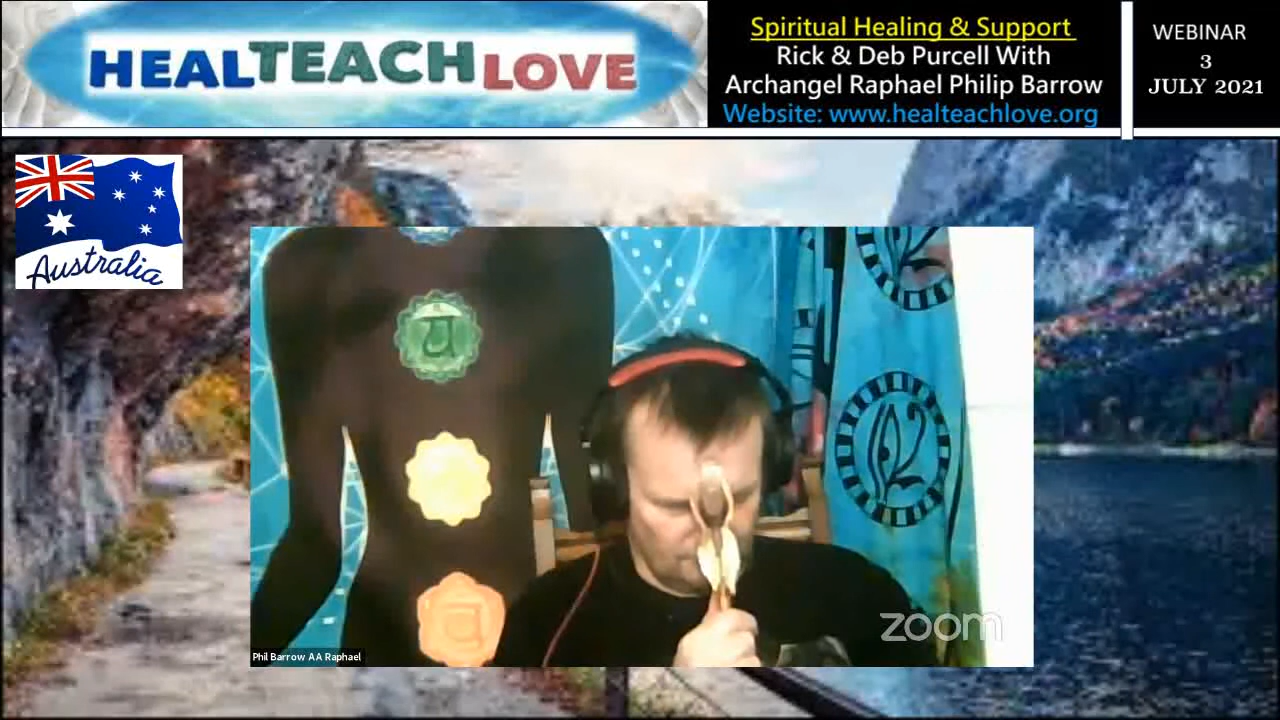 HEALTEACHLOVE
Spiritual Healing & Support
Rick & Deb Purcell With
Archangel Raphael Philip Barrow
Website: www.healteachlove.org
WEBINAR
3
JULY 2021
Australia
यं
वं
zoom
Phil Barrow AA Raphael